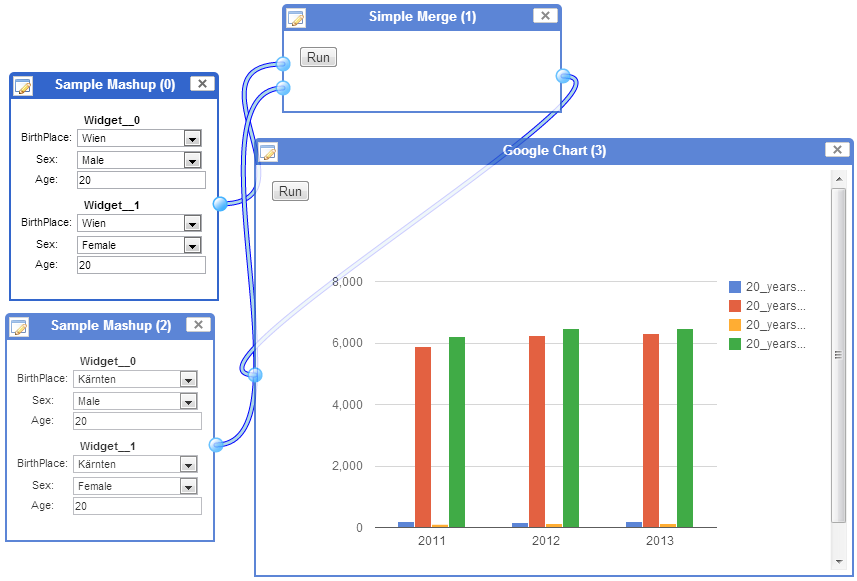 Simple Merge (1)
Run
Sample Mashup (0)
Widget__0
BirthPlace: Wien
Sex: Male
Age: 20
Widget__1
BirthPlace: Wien
Sex: Female
Age: 20
Sample Mashup (2)
Widget__0
BirthPlace: Kärnten
Sex: Male
Age: 20
Widget__1
BirthPlace: Kärnten
Sex: Female
Age: 20
Google Chart (3)
Run
8,000
6,000
4,000
2,000
0
2011 2012 2013
20_years...
20_years...
20_years...
20_years...